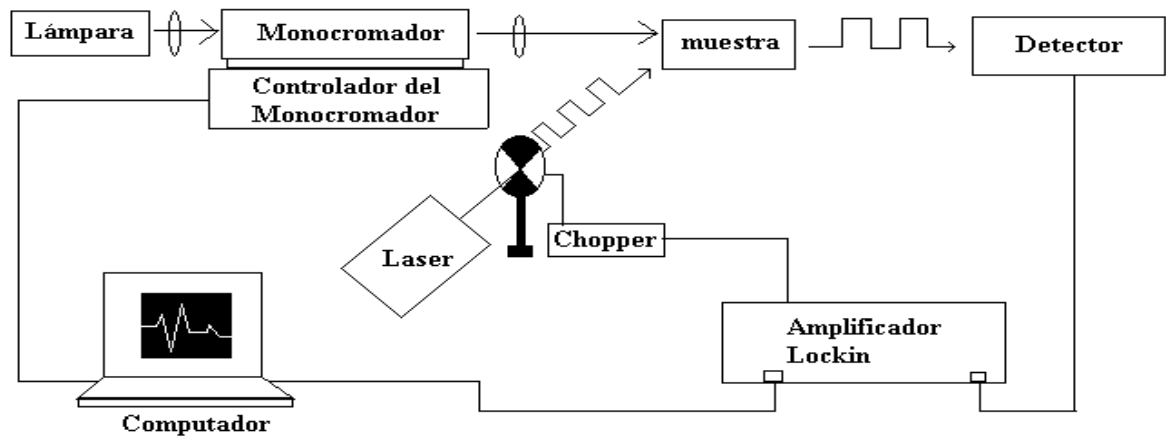 Lámpara
Monocromador
muestra
Detector
Controlador del
Monocromador
Laser
Chopper
Amplificador
Lockin
Computador